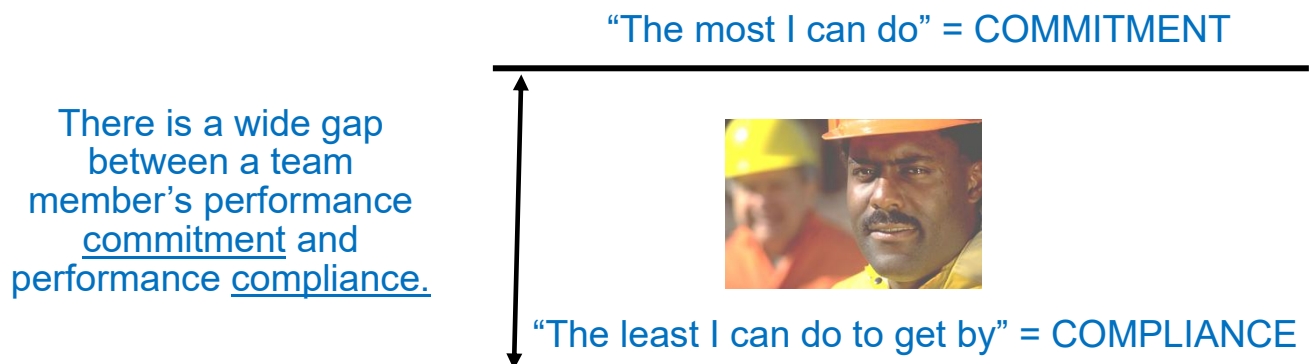 “The most I can do” = COMMITMENT
There is a wide gap
between a team
member’s performance
commitment and
performance compliance.
“The least I can do to get by” = COMPLIANCE